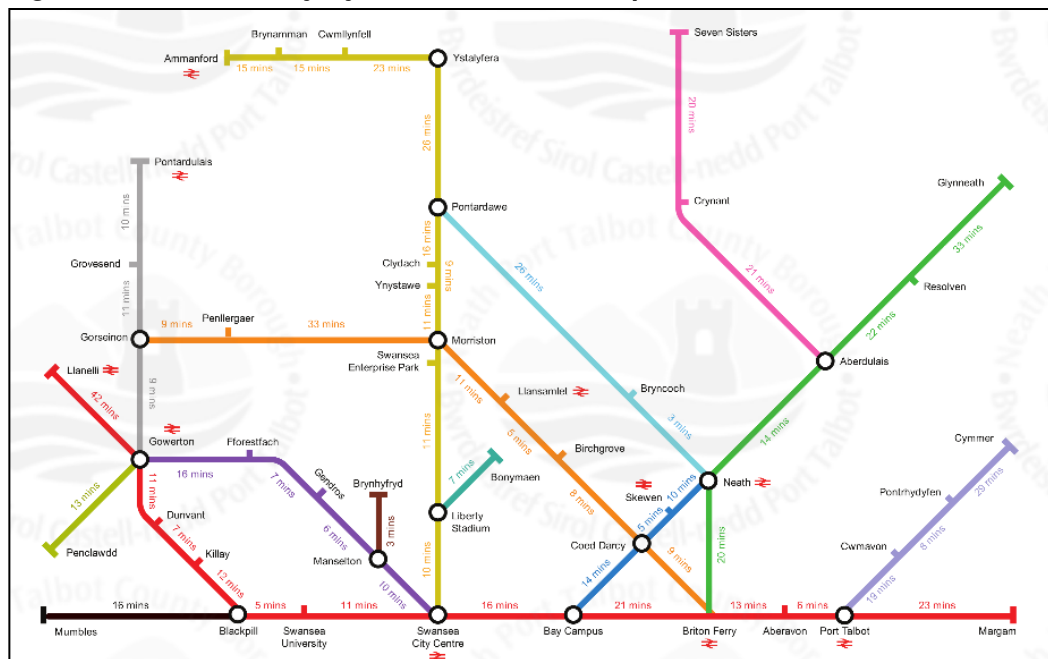 Brynamman
Cwmllynfell
Ammanford
15 mins
15 mins
23 mins
Ystalyfera
Seven Sisters
20 mins
26 mins
Pontardulais
10 mins
Grovesend
11 mins
Pontardawe
16 mins
Clydach
Ynystawe
9 mins
11 mins
26 mins
Crynant
21 mins
Glynneath
33 mins
Resolven
22 mins
Gorseinon
9 mins
Penllergaer
33 mins
Morriston
Swansea
Enterprise Park
Aberdulais
Llanelli
42 mins
9 mins
11 mins
Llansamlet
5 mins
Birchgrove
8 mins
Bryncoch
3 mins
14 mins
Gowerton
Fforestfach
16 mins
7 mins
Gendros
6 mins
Brynhyfryd
3 mins
11 mins
7 mins
Bonymaen
Liberty
Stadium
Skewen
10 mins
Neath
5 mins
Cymmer
29 mins
Pontrhydyfen
8 mins
Cwmavon
19 mins
13 mins
Penclawdd
11 mins
Dunvant
7 mins
Killay
12 mins
Manselton
10 mins
10 mins
Coed Darcy
14 mins
9 mins
20 mins
16 mins
5 mins
11 mins
16 mins
21 mins
13 mins
6 mins
23 mins
Mumbles
Blackpill
Swansea
University
Swansea
City Centre
Bay Campus
Briton Ferry
Aberavon
Port Talbot
Margam